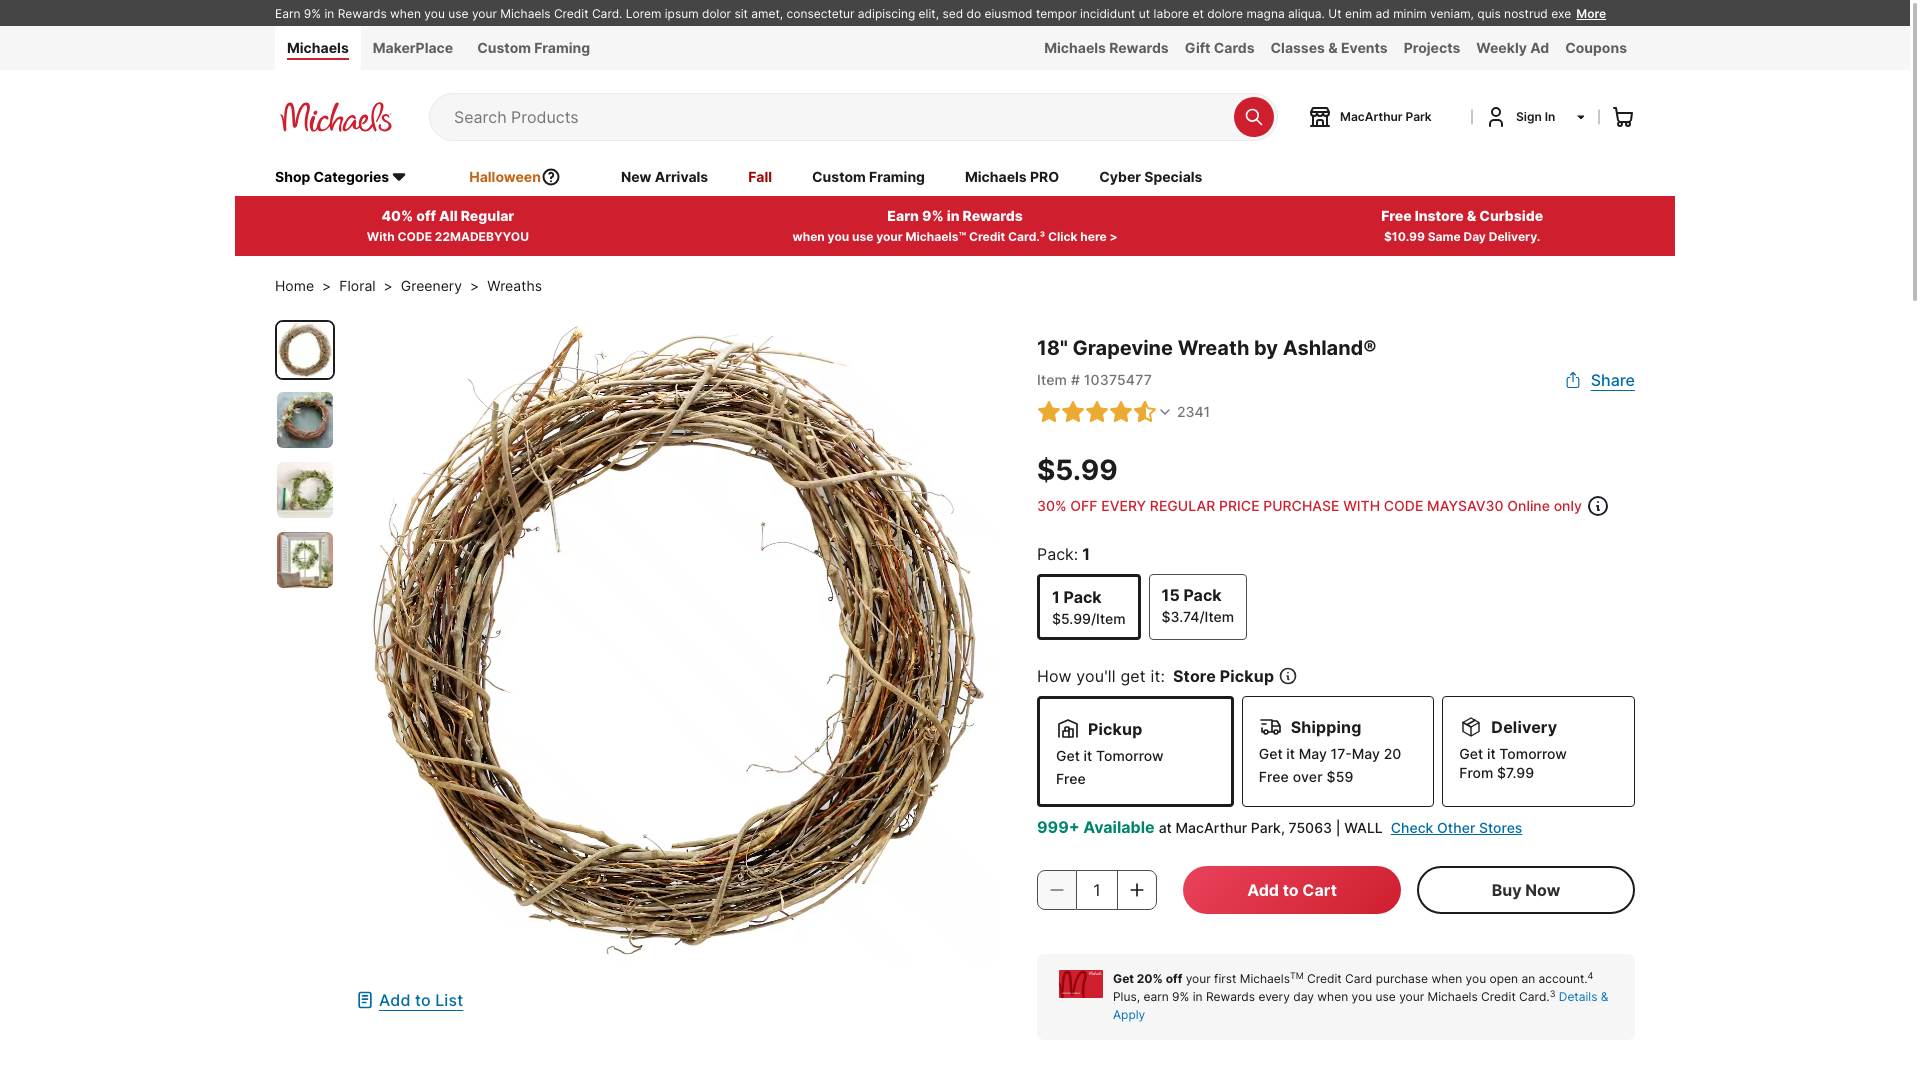 Earn 9% in Rewards when you use your Michaels Credit Card. Lorem ipsum dolor sit amet, consectetur adipiscing elit, sed do eiusmod tempor incididunt ut labore et dolore magna aliqua. Ut enim ad minim veniam, quis nostrud exe More
Michaels MakerPlace Custom Framing Michaels Rewards Gift Cards Classes & Events Projects Weekly Ad Coupons
Michaels Search Products MacArthur Park | Sign In |
Shop Categories Halloween New Arrivals Fall Custom Framing Michaels PRO Cyber Specials
40% off All Regular
With CODE 22MADEBYYOU
Earn 9% in Rewards
when you use your Michaels™ Credit Card.³ Click here >
Free Instore & Curbside
$10.99 Same Day Delivery.
Home > Floral > Greenery > Wreaths
18" Grapevine Wreath by Ashland®
Item # 10375477
Share
2341
$5.99
30% OFF EVERY REGULAR PRICE PURCHASE WITH CODE MAYSAV30 Online only
Pack: 1
1 Pack
$5.99/Item
15 Pack
$3.74/Item
How you'll get it: Store Pickup
Pickup
Get it Tomorrow
Free
Shipping
Get it May 17-May 20
Free over $59
Delivery
Get it Tomorrow
From $7.99
999+ Available at MacArthur Park, 75063 | WALL Check Other Stores
1
Add to Cart
Buy Now
Get 20% off your first Michaels™ Credit Card purchase when you open an account.⁴
Plus, earn 9% in Rewards every day when you use your Michaels Credit Card.³ Details &
Apply
Add to List